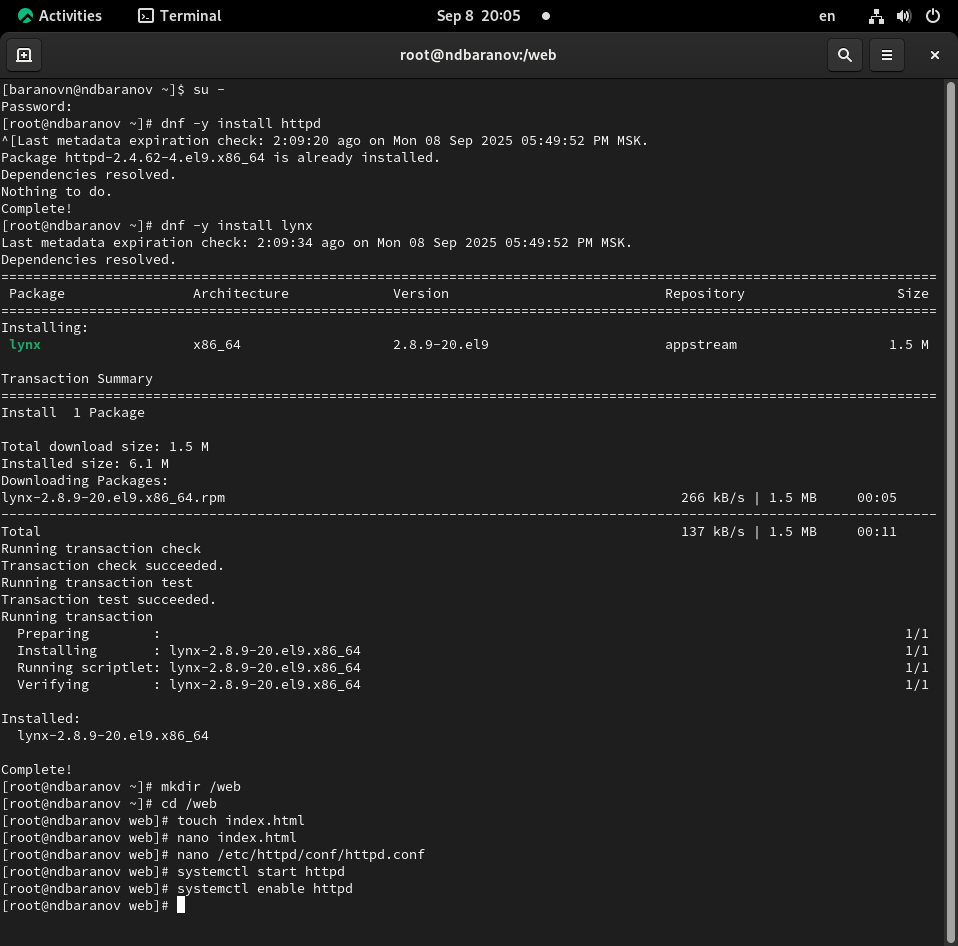 Activities Terminal Sep 8 20:05 en
root@ndbaranov:/web
[baranovn@ndbaranov ~]$ su -
Password:
[root@ndbaranov ~]# dnf -y install httpd
^[Last metadata expiration check: 2:09:20 ago on Mon 08 Sep 2025 05:49:52 PM MSK.
Package httpd-2.4.62-4.el9.x86_64 is already installed.
Dependencies resolved.
Nothing to do.
Complete!
[root@ndbaranov ~]# dnf -y install lynx
Last metadata expiration check: 2:09:34 ago on Mon 08 Sep 2025 05:49:52 PM MSK.
Dependencies resolved.
=====================================================================================================================
 Package                Architecture             Version                           Repository                   Size
=====================================================================================================================
Installing:
 lynx                   x86_64                   2.8.9-20.el9                      appstream                   1.5 M

Transaction Summary
=====================================================================================================================
Install  1 Package

Total download size: 1.5 M
Installed size: 6.1 M
Downloading Packages:
lynx-2.8.9-20.el9.x86_64.rpm                                                         266 kB/s | 1.5 MB     00:05
---------------------------------------------------------------------------------------------------------------------
Total                                                                                137 kB/s | 1.5 MB     00:11
Running transaction check
Transaction check succeeded.
Running transaction test
Transaction test succeeded.
Running transaction
  Preparing        :                                                                                             1/1
  Installing       : lynx-2.8.9-20.el9.x86_64                                                                    1/1
  Running scriptlet: lynx-2.8.9-20.el9.x86_64                                                                    1/1
  Verifying        : lynx-2.8.9-20.el9.x86_64                                                                    1/1

Installed:
  lynx-2.8.9-20.el9.x86_64

Complete!
[root@ndbaranov ~]# mkdir /web
[root@ndbaranov ~]# cd /web
[root@ndbaranov web]# touch index.html
[root@ndbaranov web]# nano index.html
[root@ndbaranov web]# nano /etc/httpd/conf/httpd.conf
[root@ndbaranov web]# systemctl start httpd
[root@ndbaranov web]# systemctl enable httpd
[root@ndbaranov web]#